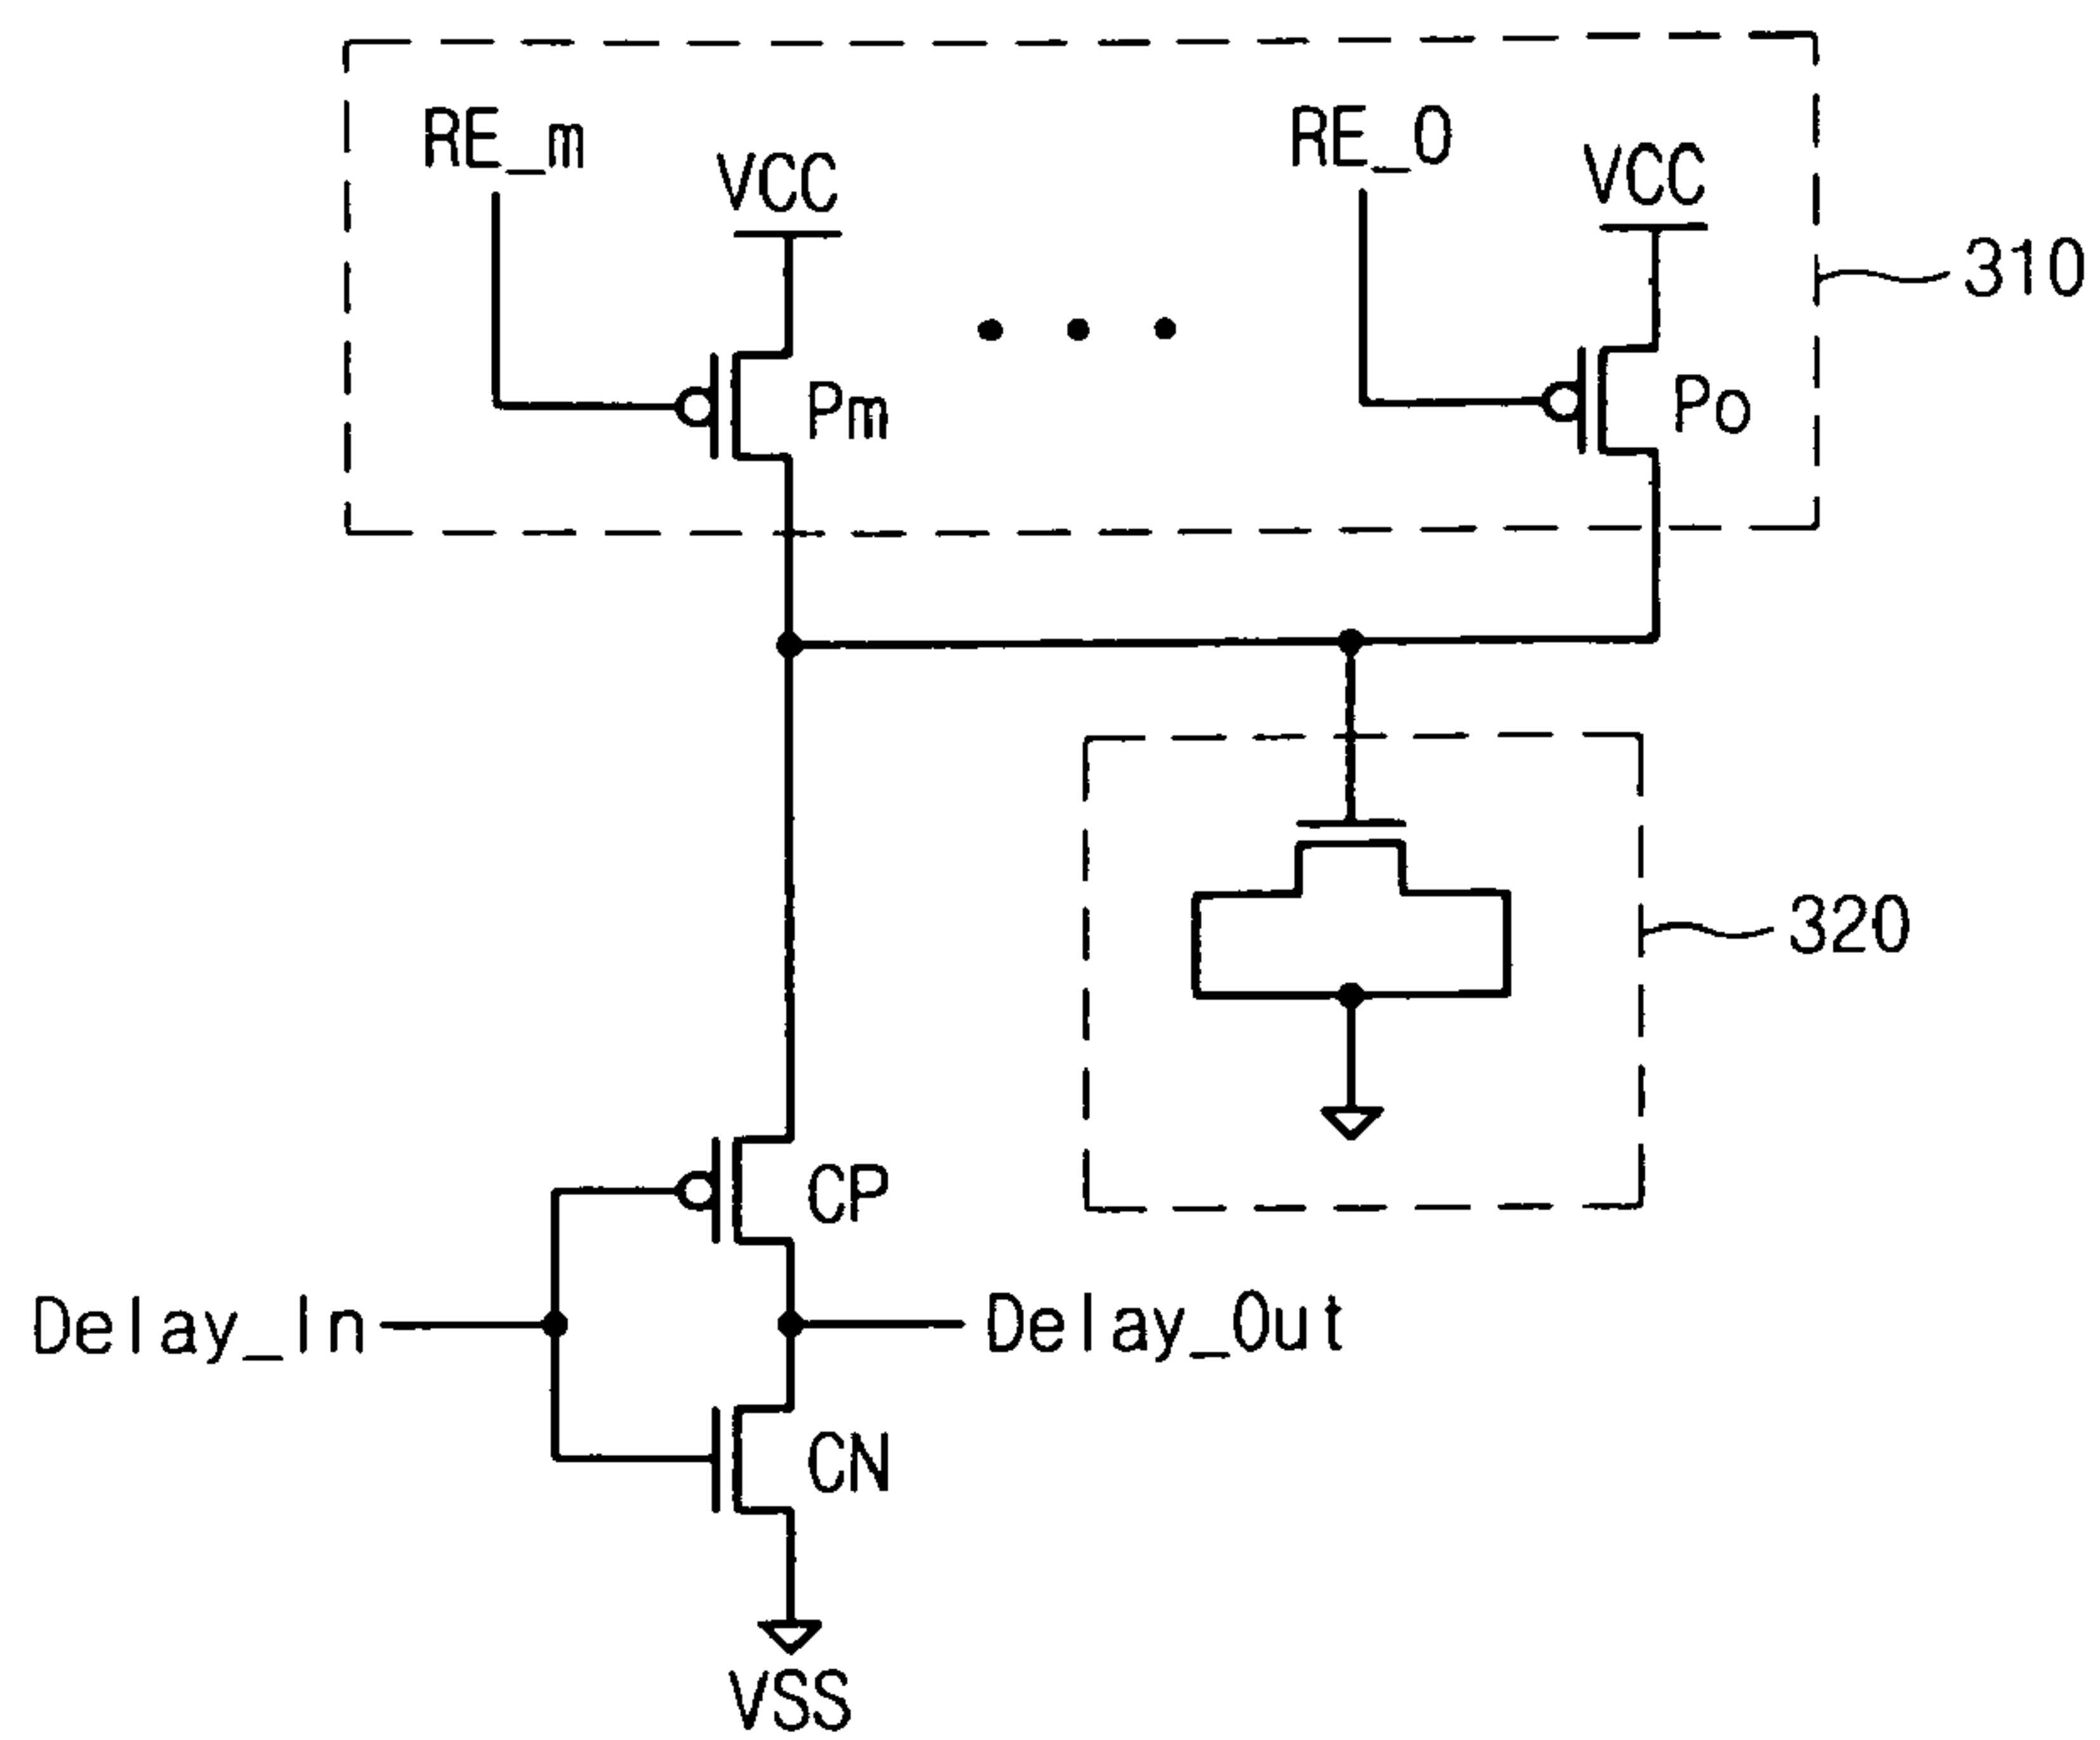 RE_m
VCC
RE_0
VCC
310
Pm
Po
320
CP
Delay_In
Delay_Out
CN
VSS